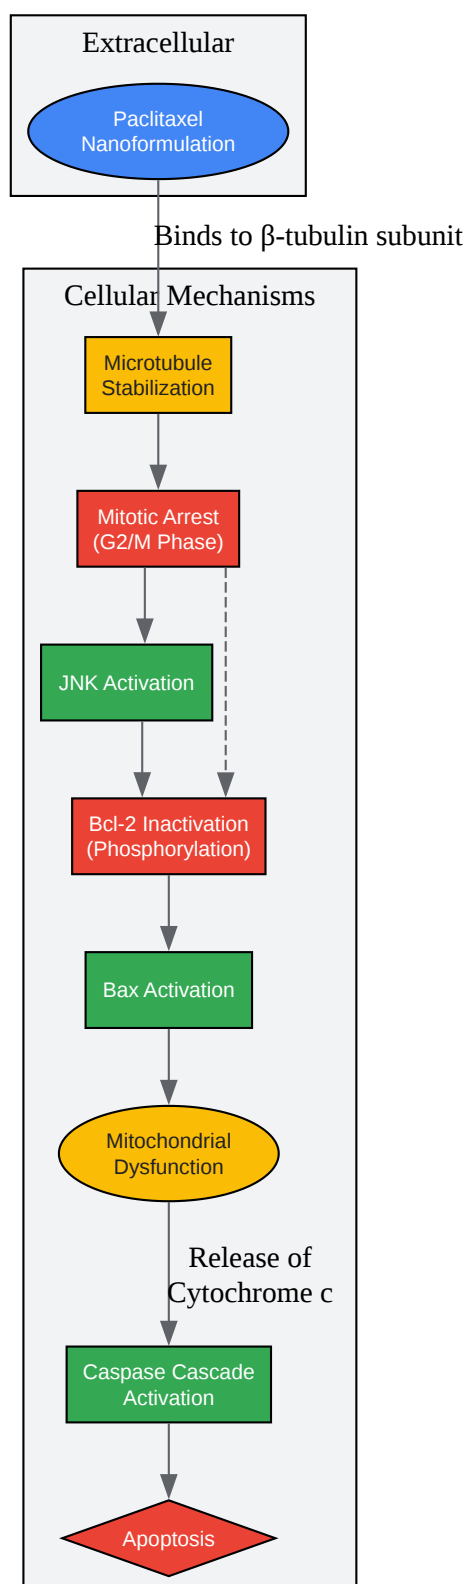 Extracellular
Paclitaxel
Nanoformulation
Binds to β-tubulin subunit
Cellular Mechanisms
Microtubule
Stabilization
Mitotic Arrest
(G2/M Phase)
JNK Activation
Bcl-2 Inactivation
(Phosphorylation)
Bax Activation
Mitochondrial
Dysfunction
Release of
Cytochrome c
Caspase Cascade
Activation
Apoptosis